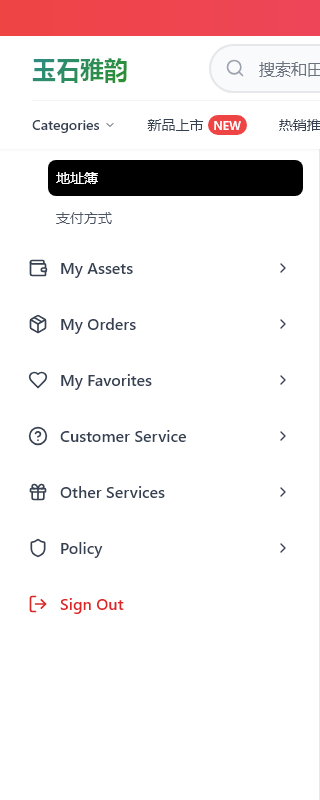 玉石雅韵
搜索和田
Categories
新品上市 NEW
热销推
地址簿
支付方式
My Assets
My Orders
My Favorites
Customer Service
Other Services
Policy
Sign Out